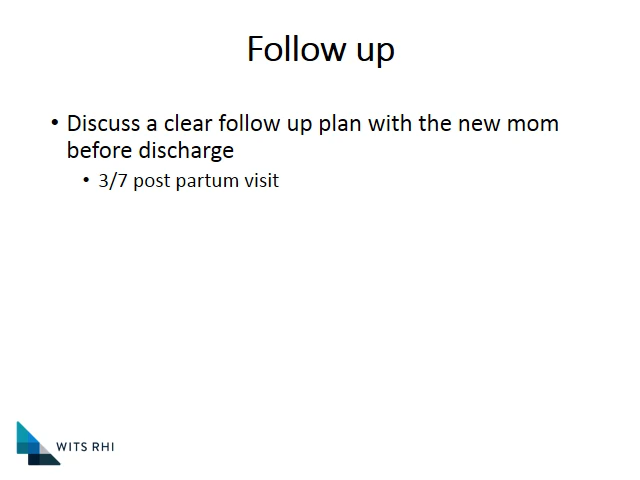 Follow up
• Discuss a clear follow up plan with the new mom
before discharge
• 3/7 post partum visit
WITS RHI